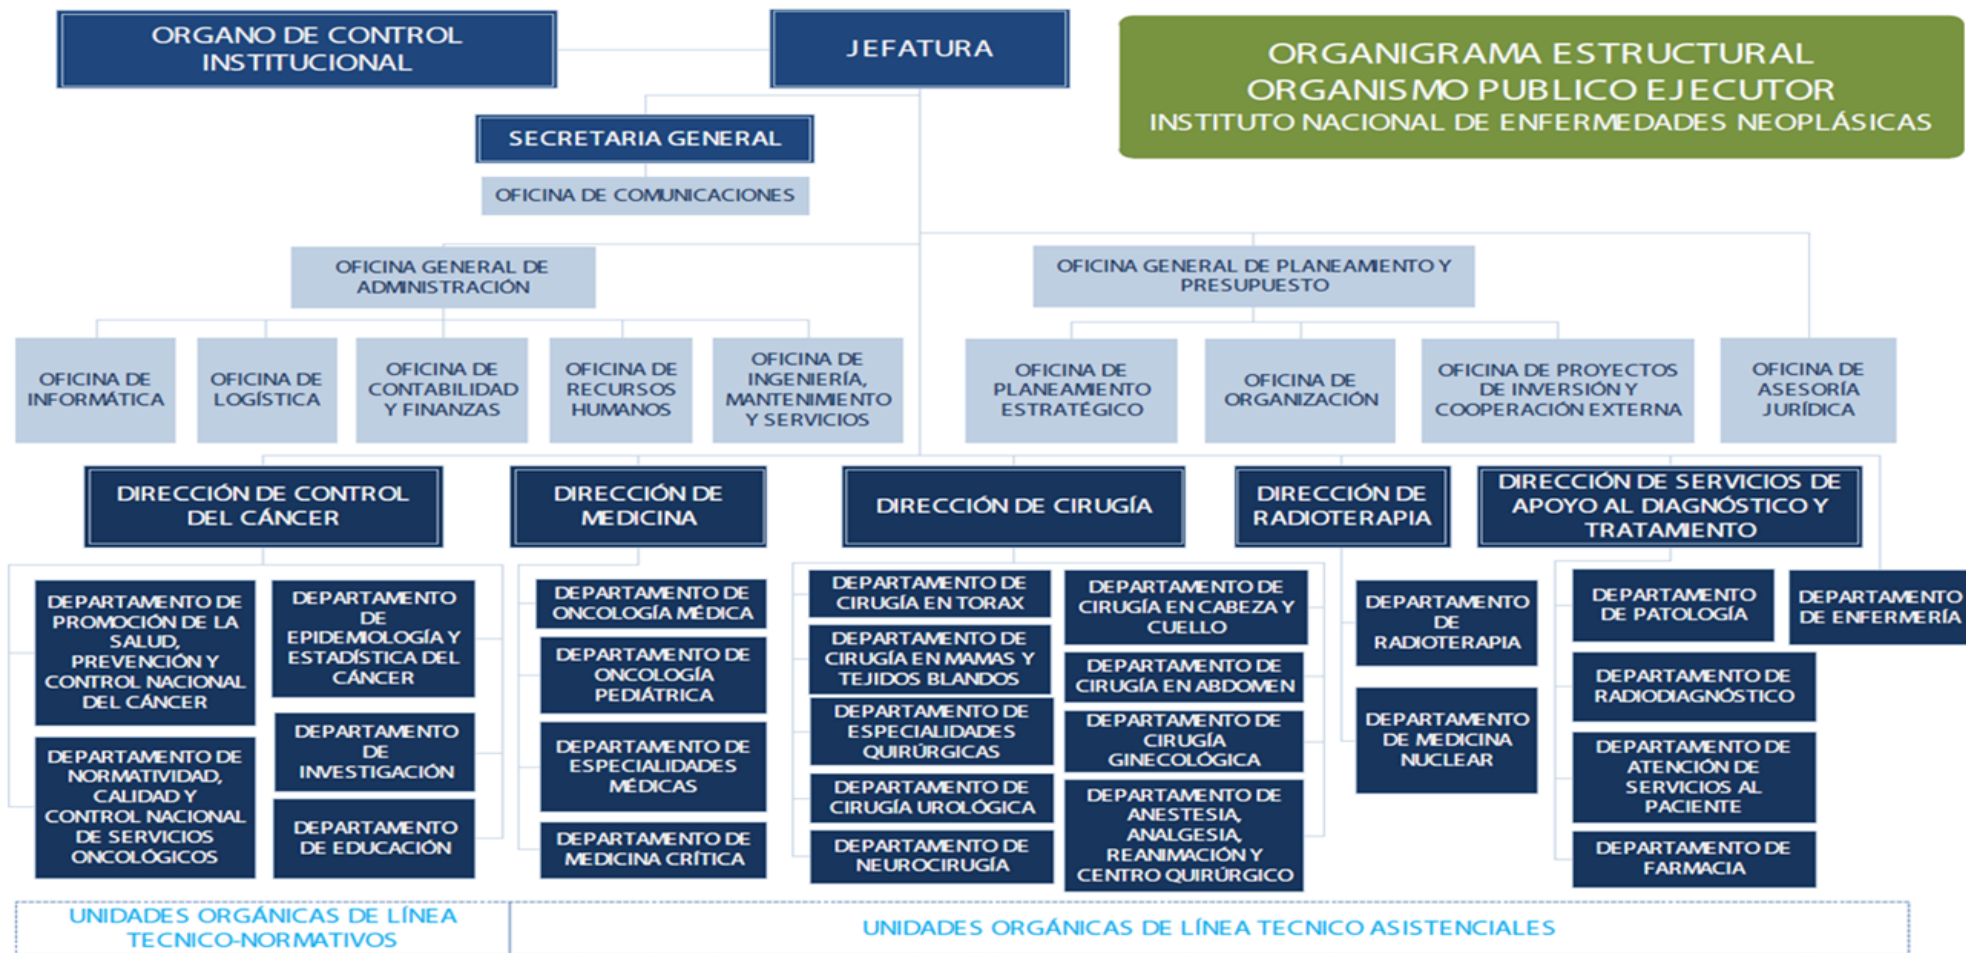 ORGANO DE CONTROL
INSTITUCIONAL
JEFATURA
ORGANIGRAMA ESTRUCTURAL
ORGANISMO PUBLICO EJECUTOR
INSTITUTO NACIONAL DE ENFERMEDADES NEOPLÁSICAS
SECRETARIA GENERAL
OFICINA DE COMUNICACIONES
OFICINA GENERAL DE
ADMINISTRACIÓN
OFICINA GENERAL DE PLANEAMIENTO Y
PRESUPUESTO
OFICINA DE
INFORMÁTICA
OFICINA DE
LOGÍSTICA
OFICINA DE
CONTABILIDAD
Y FINANZAS
OFICINA DE
RECURSOS
HUMANOS
OFICINA DE
INGENIERÍA,
MANTENIMIENTO
Y SERVICIOS
OFICINA DE
PLANEAMIENTO
ESTRATÉGICO
OFICINA DE
ORGANIZACIÓN
OFICINA DE PROYECTOS
DE INVERSIÓN Y
COOPERACIÓN EXTERNA
OFICINA DE
ASESORÍA
JURÍDICA
DIRECCIÓN DE CONTROL
DEL CÁNCER
DIRECCIÓN DE
MEDICINA
DIRECCIÓN DE CIRUGÍA
DIRECCIÓN DE
RADIOTERAPIA
DIRECCIÓN DE SERVICIOS DE
APOYO AL DIAGNÓSTICO Y
TRATAMIENTO
DEPARTAMENTO DE
PROMOCIÓN DE LA
SALUD,
PREVENCIÓN Y
CONTROL NACIONAL
DEL CÁNCER
DEPARTAMENTO DE
NORMATIVIDAD,
CALIDAD Y
CONTROL NACIONAL
DE SERVICIOS
ONCOLÓGICOS
DEPARTAMENTO
DE
EPIDEMIOLOGÍA Y
ESTADÍSTICA DEL
CÁNCER
DEPARTAMENTO
DE
INVESTIGACIÓN
DEPARTAMENTO
DE EDUCACIÓN
DEPARTAMENTO DE
ONCOLOGÍA MÉDICA
DEPARTAMENTO DE
ONCOLOGÍA
PEDIÁTRICA
DEPARTAMENTO DE
ESPECIALIDADES
MÉDICAS
DEPARTAMENTO DE
MEDICINA CRÍTICA
DEPARTAMENTO DE
CIRUGÍA EN TORAX
DEPARTAMENTO DE
CIRUGÍA EN MAMAS Y
TEJIDOS BLANDOS
DEPARTAMENTO DE
ESPECIALIDADES
QUIRÚRGICAS
DEPARTAMENTO DE
CIRUGÍA UROLÓGICA
DEPARTAMENTO DE
NEUROCIRUGÍA
DEPARTAMENTO DE
CIRUGÍA EN CABEZA Y
CUELLO
DEPARTAMENTO DE
CIRUGÍA EN ABDOMEN
DEPARTAMENTO DE
CIRUGÍA
GINECOLÓGICA
DEPARTAMENTO DE
ANESTESIA,
ANALGESIA,
REANIMACIÓN Y
CENTRO QUIRÚRGICO
DEPARTAMENTO
DE
RADIOTERAPIA
DEPARTAMENTO
DE MEDICINA
NUCLEAR
DEPARTAMENTO
DE PATOLOGÍA
DEPARTAMENTO DE
RADIODIAGNÓSTICO
DEPARTAMENTO DE
ATENCIÓN DE
SERVICIOS AL
PACIENTE
DEPARTAMENTO DE
FARMACIA
DEPARTAMENTO
DE ENFERMERÍA
UNIDADES ORGÁNICAS DE LÍNEA
TECNICO-NORMATIVOS
UNIDADES ORGÁNICAS DE LÍNEA TECNICO ASISTENCIALES